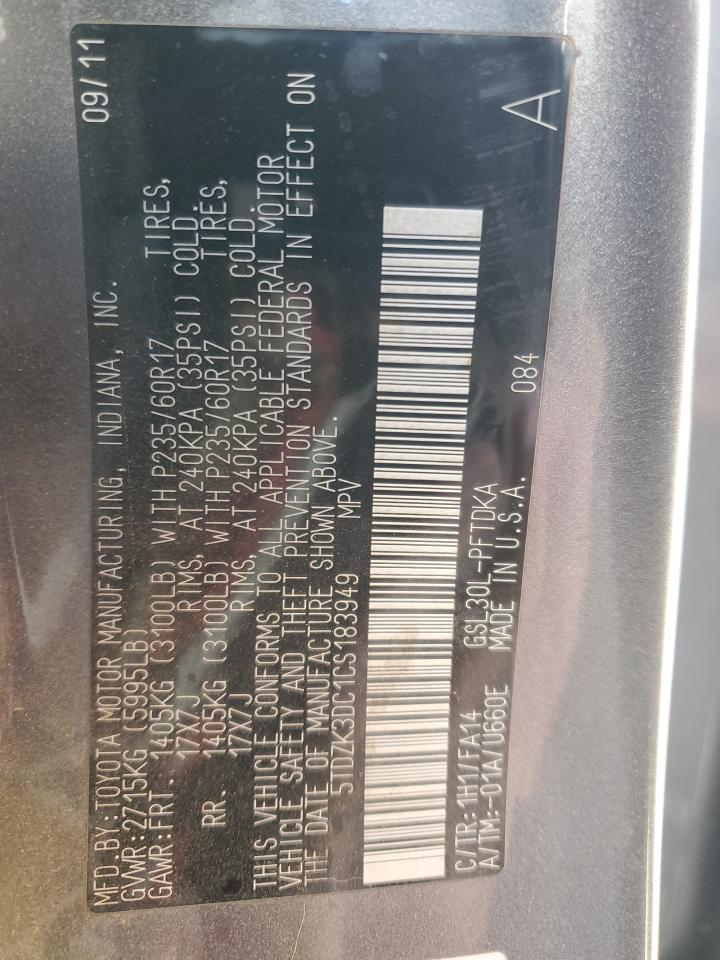 MFD.BY:TOYOTA MOTOR MANUFACTURING, INDIANA, INC. 09/11
GVWR:2715KG (5995LB)
GAWR:FRT. 1405KG (3100LB) WITH P235/60R17 TIRES,
17X7J RIMS, AT 240KPA (35PSI) COLD.
RR. 1405KG (3100LB) WITH P235/60R17 TIRES,
17X7J RIMS, AT 240KPA (35PSI) COLD.
THIS VEHICLE CONFORMS TO ALL APPLICABLE FEDERAL MOTOR
VEHICLE SAFETY AND THEFT PREVENTION STANDARDS IN EFFECT ON
THE DATE OF MANUFACTURE SHOWN ABOVE.
5TDZK3DC1CS183949 MPV
C/TR:1H1/FA14 GSL30L-PFTDKA 084 A
A/TM:-01A/U660E MADE IN U.S.A.